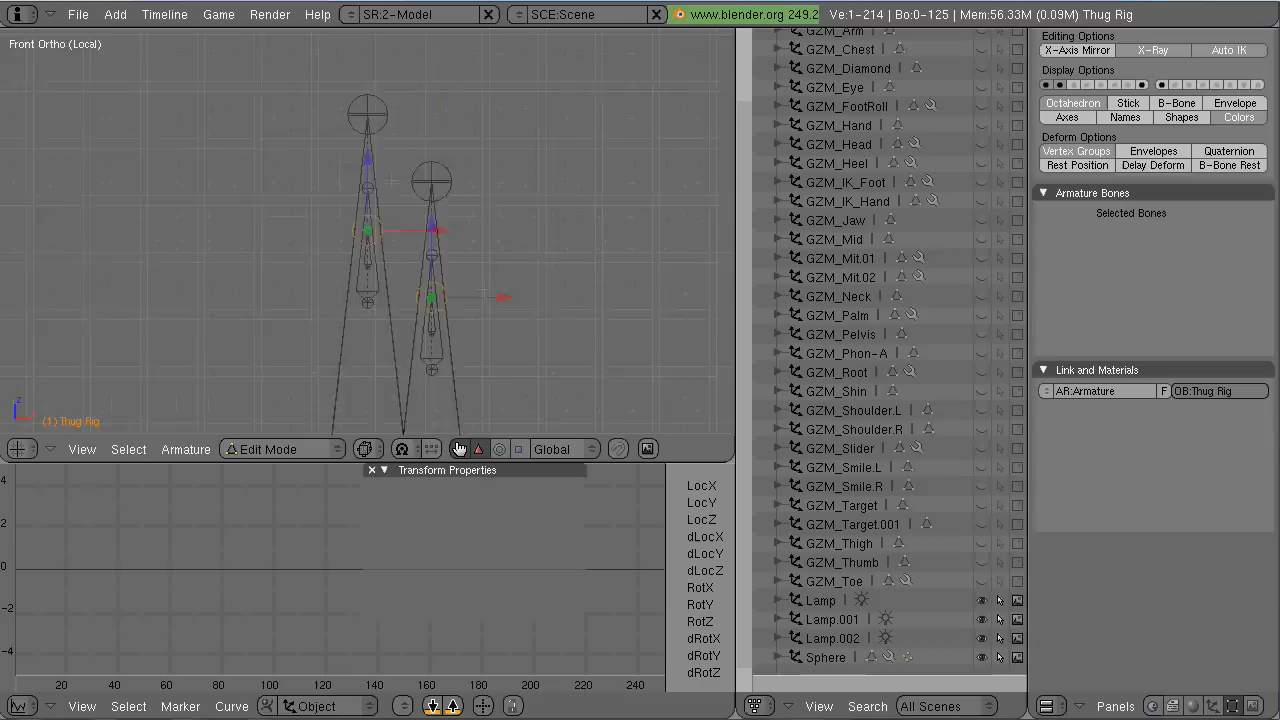 File Add Timeline Game Render Help SR:2-Model SCE:Scene www.blender.org 249.2 Ve:1-214 | Bo:0-125 | Mem:56.33M (0.09M) Thug Rig
Front Ortho (Local)
z
(1) Thug Rig
View Select Armature Edit Mode Global
Transform Properties
4
2
0
-2
-4
LocX
LocY
LocZ
dLocX
dLocY
dLocZ
RotX
RotY
RotZ
dRotX
dRotY
dRotZ
20 40 60 80 100 120 140 160 180 200 220 240
View Select Marker Curve Object
GZM_Arm
GZM_Chest
GZM_Diamond
GZM_Eye
GZM_FootRoll
GZM_Hand
GZM_Head
GZM_Heel
GZM_IK_Foot
GZM_IK_Hand
GZM_Jaw
GZM_Mid
GZM_Mit.01
GZM_Mit.02
GZM_Neck
GZM_Palm
GZM_Pelvis
GZM_Phon-A
GZM_Root
GZM_Shin
GZM_Shoulder.L
GZM_Shoulder.R
GZM_Slider
GZM_Smile.L
GZM_Smile.R
GZM_Target
GZM_Target.001
GZM_Thigh
GZM_Thumb
GZM_Toe
Lamp
Lamp.001
Lamp.002
Sphere
View Search All Scenes
Editing Options
X-Axis Mirror X-Ray Auto IK
Display Options
Octahedron Stick B-Bone Envelope
Axes Names Shapes Colors
Deform Options
Vertex Groups Envelopes Quaternion
Rest Position Delay Deform B-Bone Rest
Armature Bones
Selected Bones
Link and Materials
AR:Armature F OB:Thug Rig
Panels